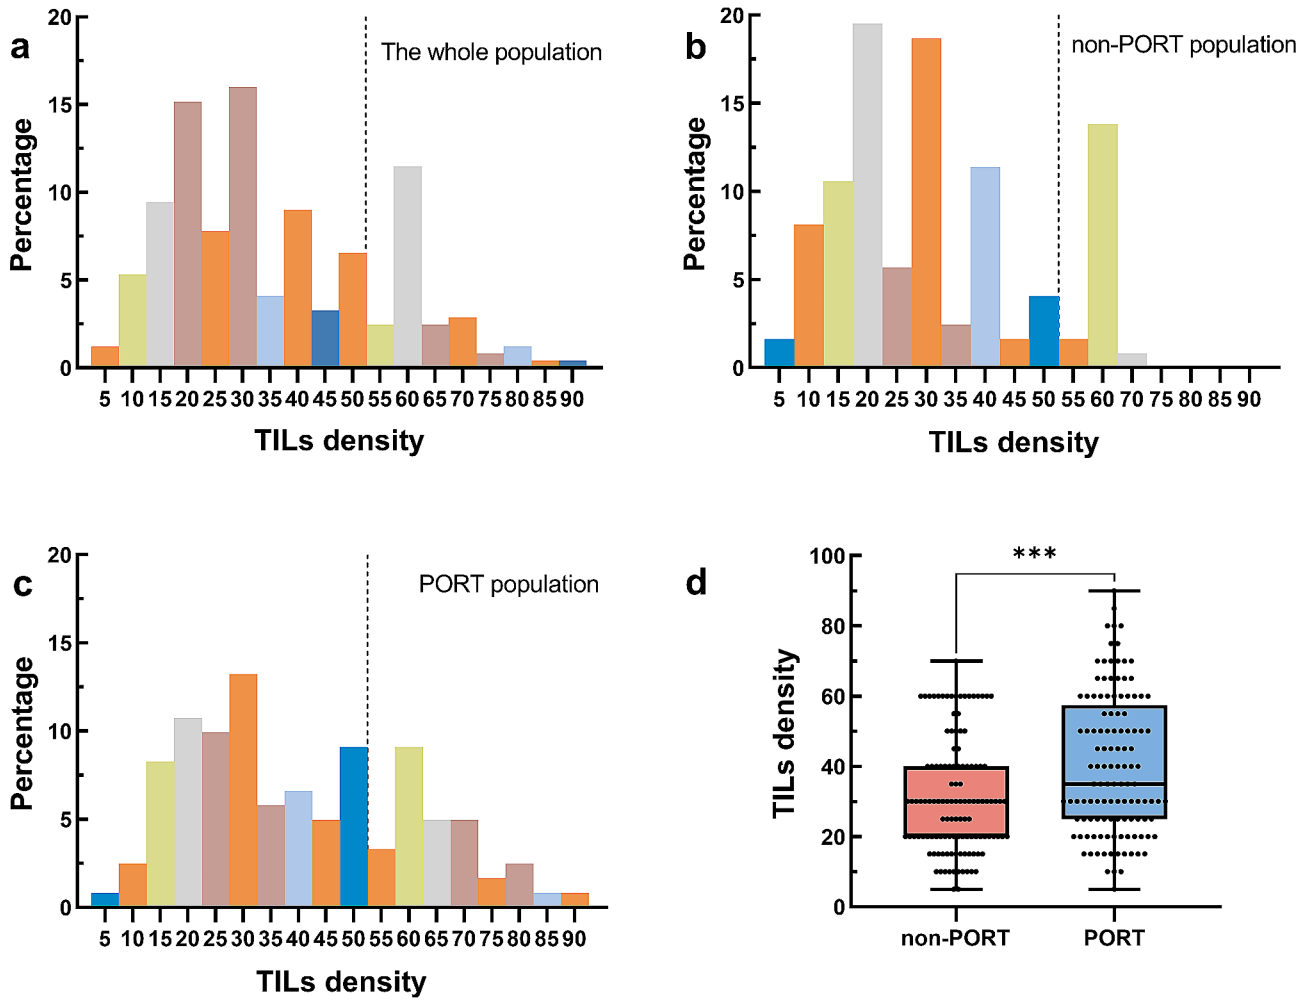 a
The whole population
20
15
10
5
0
Percentage
5 10 15 20 25 30 35 40 45 50 55 60 65 70 75 80 85 90
TILs density
b
non-PORT population
20
15
10
5
0
Percentage
5 10 15 20 25 30 35 40 45 50 55 60 70 75 80 85 90
TILs density
c
PORT population
20
15
10
5
0
Percentage
5 10 15 20 25 30 35 40 45 50 55 60 65 70 75 80 85 90
TILs density
d
***
100
80
60
40
20
0
TILs density
non-PORT PORT